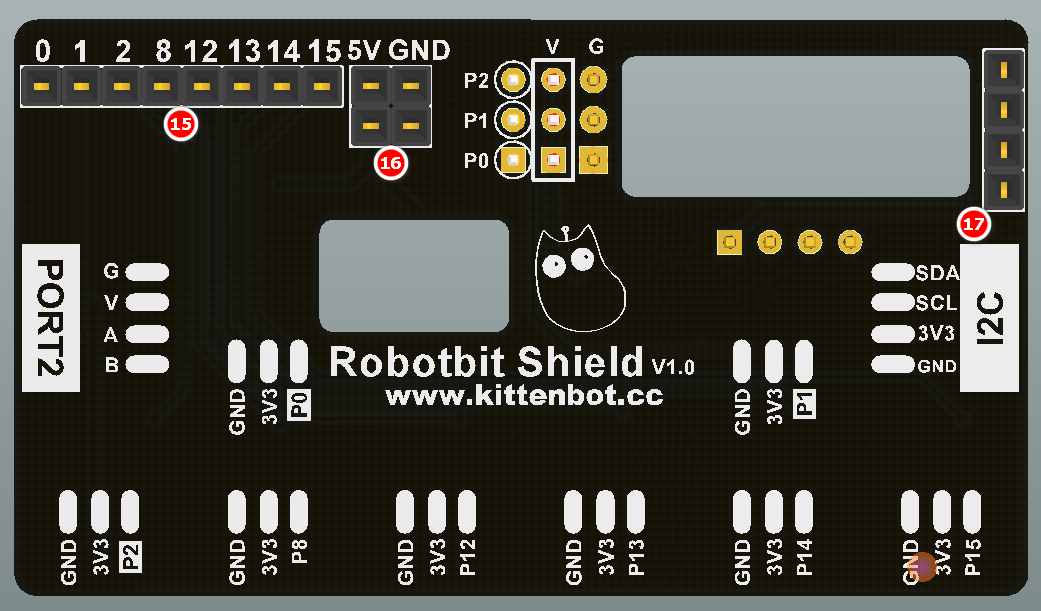 0 1 2 8 12 13 14 15 5V GND
15
16
V G
P2
P1
P0
17
PORT2
G
V
A
B
SDA
SCL
3V3
GND
I2C
Robotbit Shield V1.0
www.kittenbot.cc
GND 3V3 P0
GND 3V3 P1
GND 3V3 P2
GND 3V3 P8
GND 3V3 P12
GND 3V3 P13
GND 3V3 P14
GND 3V3 P15